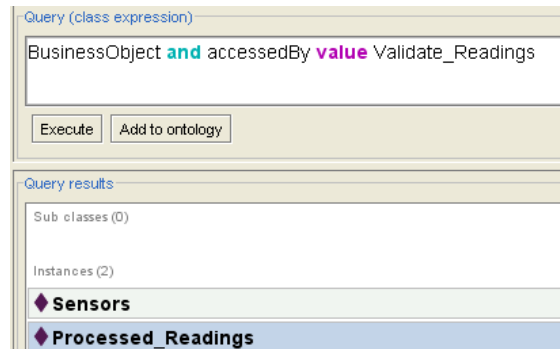 Query (class expression)
BusinessObject and accessedBy value Validate_Readings
Execute Add to ontology
Query results
Sub classes (0)
Instances (2)
Sensors
Processed_Readings